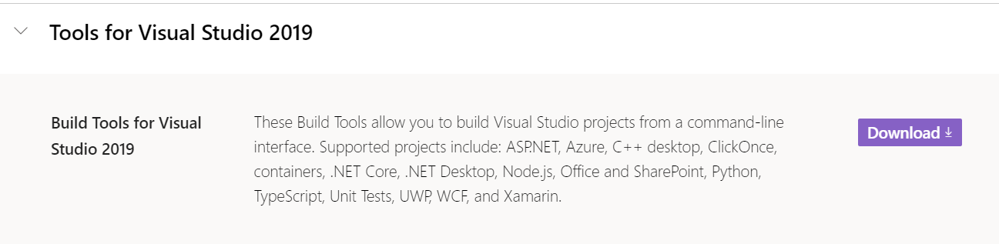 Tools for Visual Studio 2019
Build Tools for Visual
Studio 2019
These Build Tools allow you to build Visual Studio projects from a command-line
interface. Supported projects include: ASP.NET, Azure, C++ desktop, ClickOnce,
containers, .NET Core, .NET Desktop, Node.js, Office and SharePoint, Python,
TypeScript, Unit Tests, UWP, WCF, and Xamarin.
Download